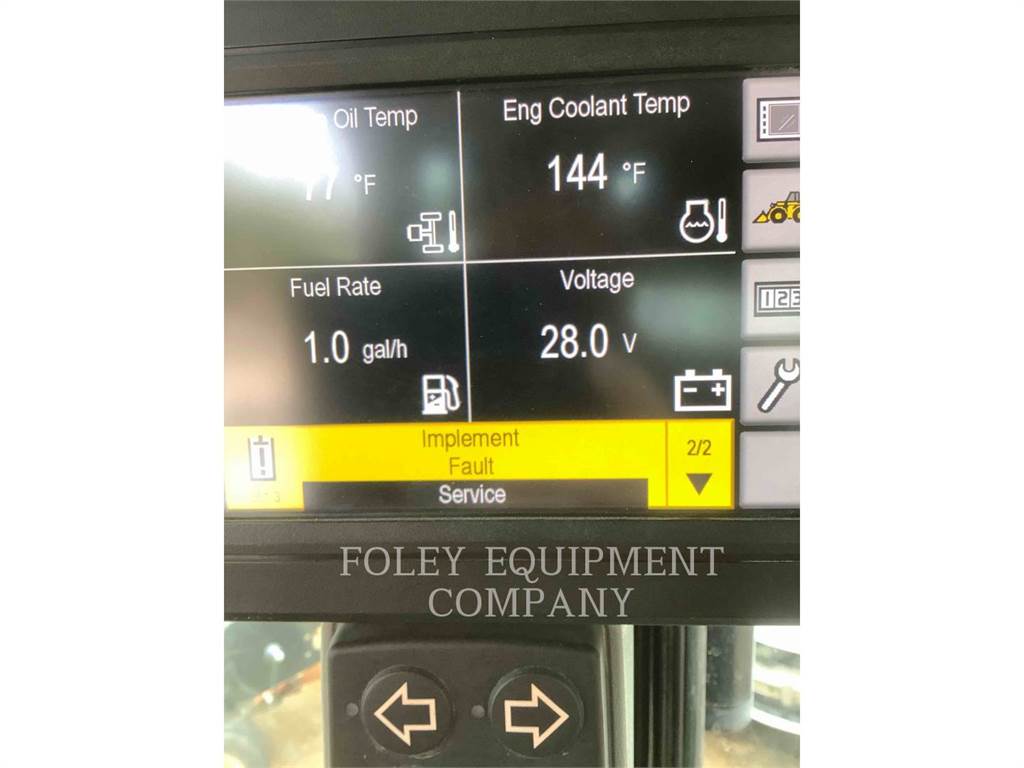 Oil Temp
°F
Eng Coolant Temp
144 °F
Fuel Rate
1.0 gal/h
Voltage
28.0 V
123
Implement
Fault
Service
2/2
FOLEY EQUIPMENT
COMPANY